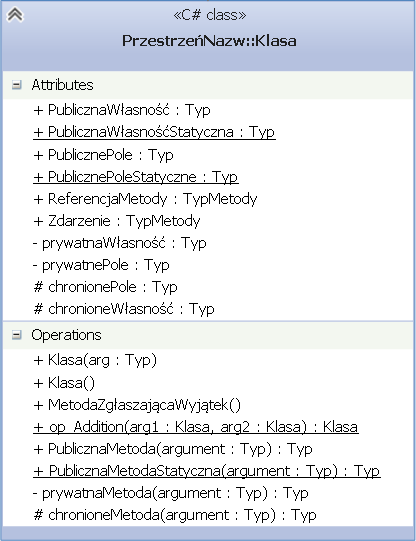 «C# class»
PrzestrzeńNazw::Klasa
Attributes
+ PublicznaWłasność : Typ
+ PublicznaWłasnośćStatyczna : Typ
+ PublicznePole : Typ
+ PublicznePoleStatyczne : Typ
+ ReferencjaMetody : TypMetody
+ Zdarzenie : TypMetody
- prywatnaWłasność : Typ
- prywatnePole : Typ
# chronionePole : Typ
# chronioneWłasność : Typ
Operations
+ Klasa(arg : Typ)
+ Klasa()
+ MetodaZgłaszającaWyjątek()
+ op_Addition(arg1 : Klasa, arg2 : Klasa) : Klasa
+ PublicznaMetoda(argument : Typ) : Typ
+ PublicznaMetodaStatyczna(argument : Typ) : Typ
- prywatnaMetoda(argument : Typ) : Typ
# chronioneMetoda(argument : Typ) : Typ